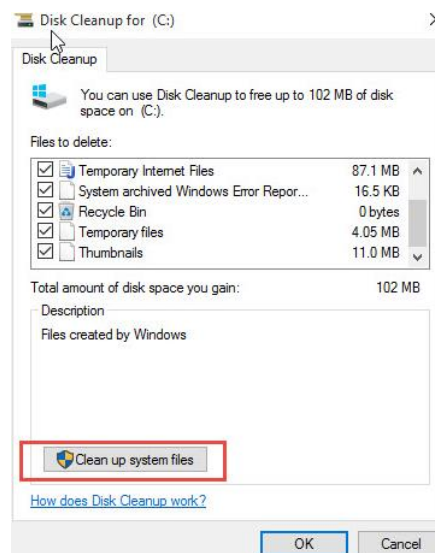 Disk Cleanup for (C:)
Disk Cleanup
You can use Disk Cleanup to free up to 102 MB of disk
space on (C:).
Files to delete:
Temporary Internet Files 87.1 MB
System archived Windows Error Repor... 16.5 KB
Recycle Bin 0 bytes
Temporary files 4.05 MB
Thumbnails 11.0 MB
Total amount of disk space you gain: 102 MB
Description
Files created by Windows
Clean up system files
How does Disk Cleanup work?
OK Cancel